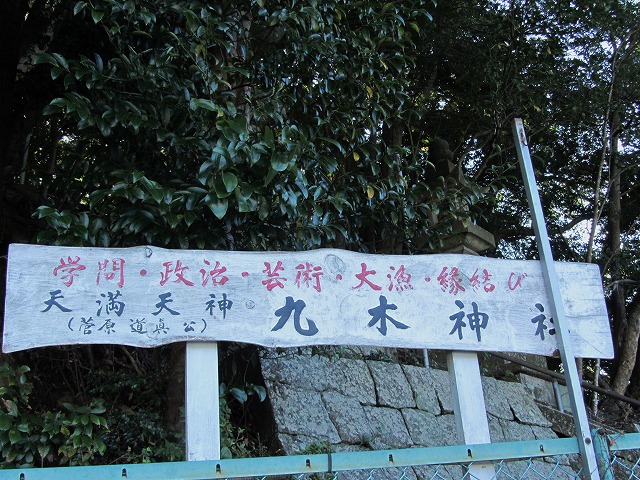 学問・政治・芸術・大漁・縁結び
天満天神
(菅原道真公)
九木神社